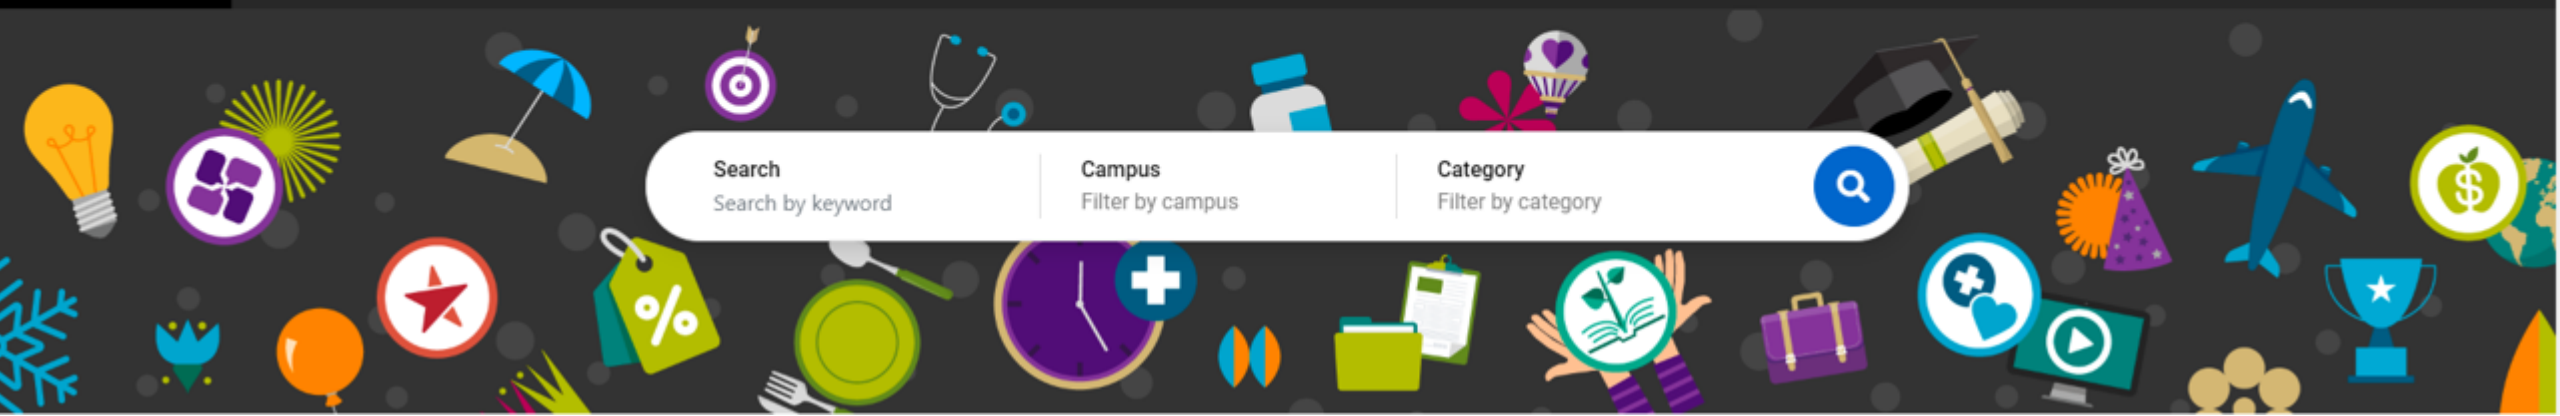 Search
Search by keyword
Campus
Filter by campus
Category
Filter by category
%
$